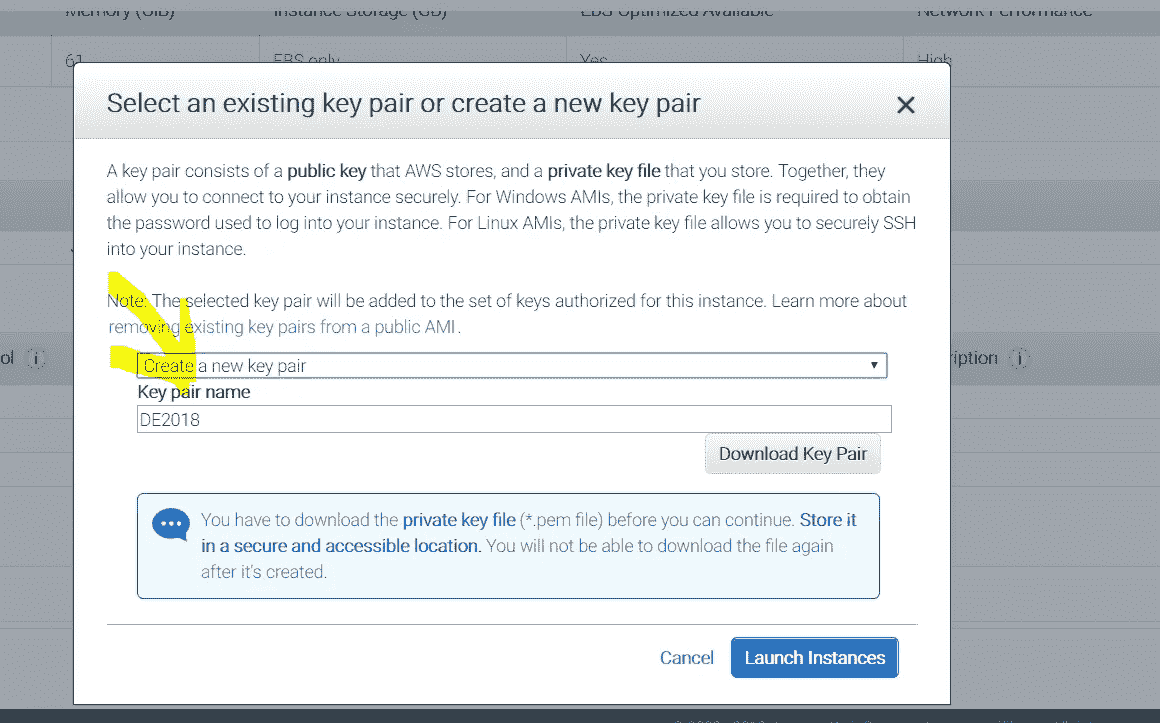 Memory (GiB) Instance Storage (GB) EBS Optimized Available Network Performance
61 EBS only Yes High
Select an existing key pair or create a new key pair
A key pair consists of a public key that AWS stores, and a private key file that you store. Together, they
allow you to connect to your instance securely. For Windows AMIs, the private key file is required to obtain
the password used to log into your instance. For Linux AMIs, the private key file allows you to securely SSH
into your instance.
Note: The selected key pair will be added to the set of keys authorized for this instance. Learn more about
removing existing key pairs from a public AMI.
ol i
Create a new key pair
ription i
Key pair name
DE2018
Download Key Pair
You have to download the private key file (*.pem file) before you can continue. Store it
in a secure and accessible location. You will not be able to download the file again
after it's created.
Cancel Launch Instances